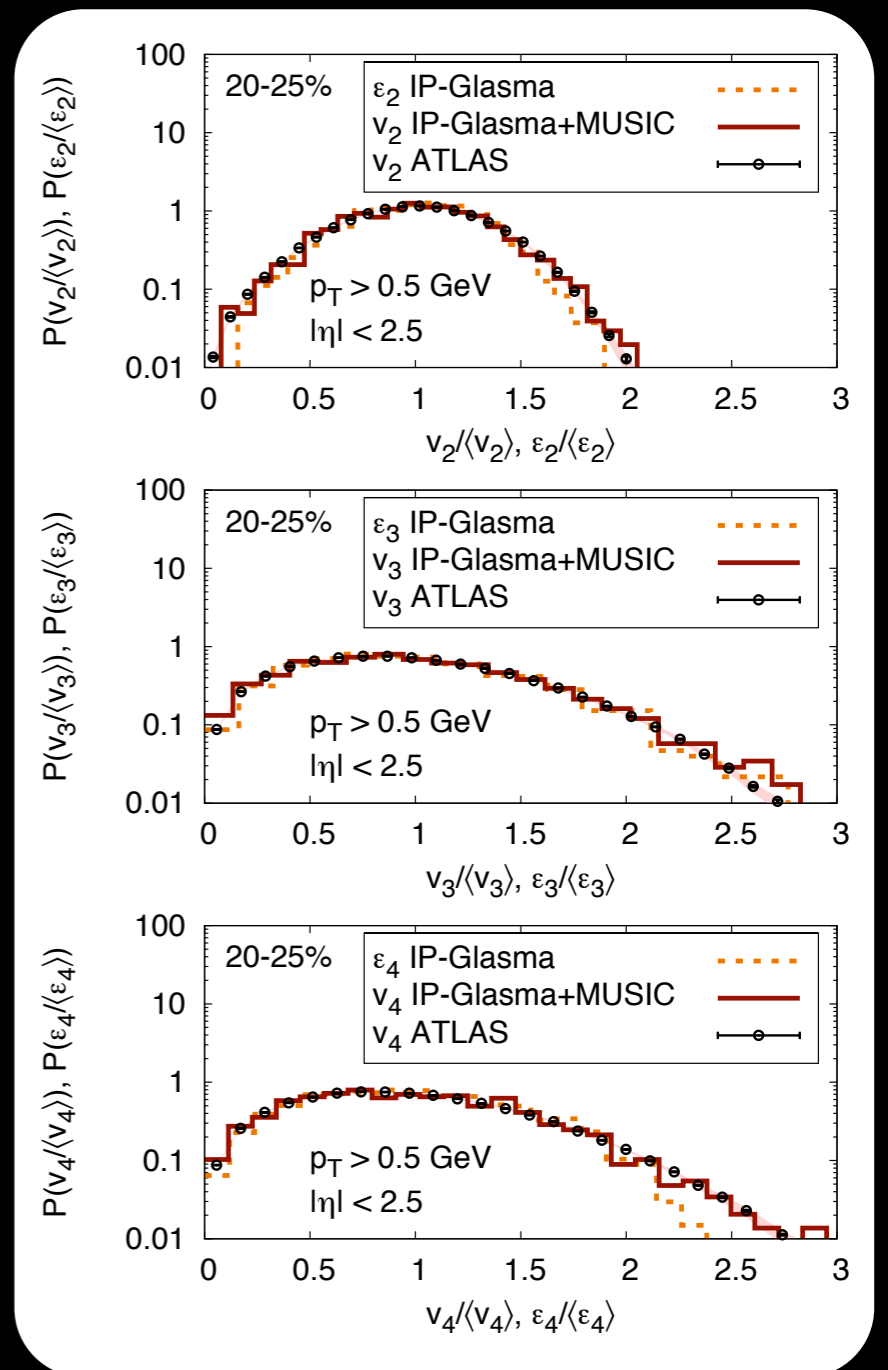 P(v₂/⟨v₂⟩), P(ε₂/⟨ε₂⟩)
100
10
1
0.1
0.01
20-25%
ε₂ IP-Glasma
v₂ IP-Glasma+MUSIC
v₂ ATLAS
p_T > 0.5 GeV
|η| < 2.5
0 0.5 1 1.5 2 2.5 3
v₂/⟨v₂⟩, ε₂/⟨ε₂⟩
P(v₃/⟨v₃⟩), P(ε₃/⟨ε₃⟩)
100
10
1
0.1
0.01
20-25%
ε₃ IP-Glasma
v₃ IP-Glasma+MUSIC
v₃ ATLAS
p_T > 0.5 GeV
|η| < 2.5
0 0.5 1 1.5 2 2.5 3
v₃/⟨v₃⟩, ε₃/⟨ε₃⟩
P(v₄/⟨v₄⟩), P(ε₄/⟨ε₄⟩)
100
10
1
0.1
0.01
20-25%
ε₄ IP-Glasma
v₄ IP-Glasma+MUSIC
v₄ ATLAS
p_T > 0.5 GeV
|η| < 2.5
0 0.5 1 1.5 2 2.5 3
v₄/⟨v₄⟩, ε₄/⟨ε₄⟩